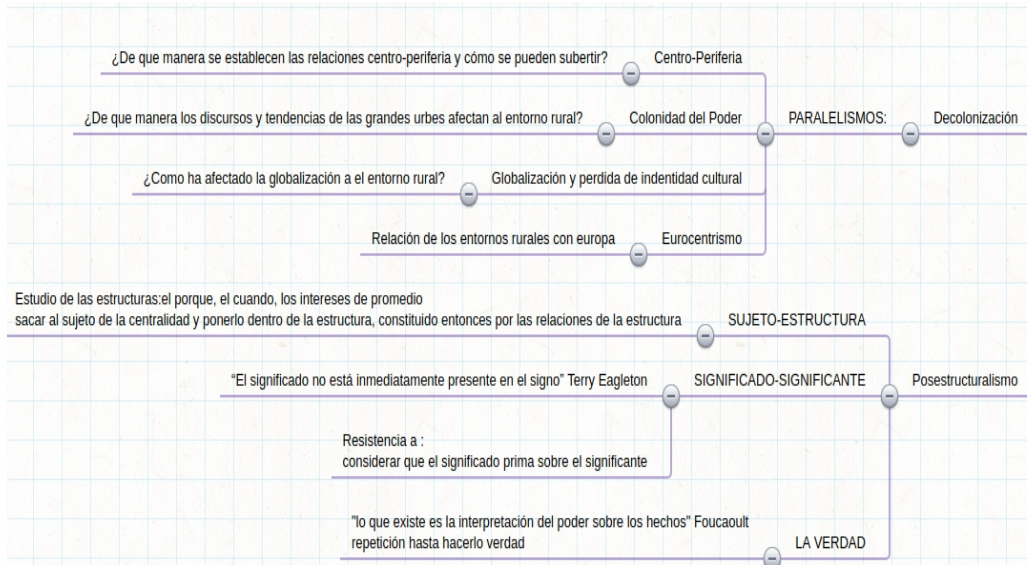 ¿De que manera se establecen las relaciones centro-periferia y cómo se pueden subertir?
Centro-Periferia
¿De que manera los discursos y tendencias de las grandes urbes afectan al entorno rural?
Colonidad del Poder
PARALELISMOS:
Decolonización
¿Como ha afectado la globalización a el entorno rural?
Globalización y perdida de indentidad cultural
Relación de los entornos rurales con europa
Eurocentrismo
Estudio de las estructuras:el porque, el cuando, los intereses de promedio
sacar al sujeto de la centralidad y ponerlo dentro de la estructura, constituido entonces por las relaciones de la estructura
SUJETO-ESTRUCTURA
“El significado no está inmediatamente presente en el signo” Terry Eagleton
SIGNIFICADO-SIGNIFICANTE
Posestructuralismo
Resistencia a :
considerar que el significado prima sobre el significante
"lo que existe es la interpretación del poder sobre los hechos" Foucaoult
repetición hasta hacerlo verdad
LA VERDAD